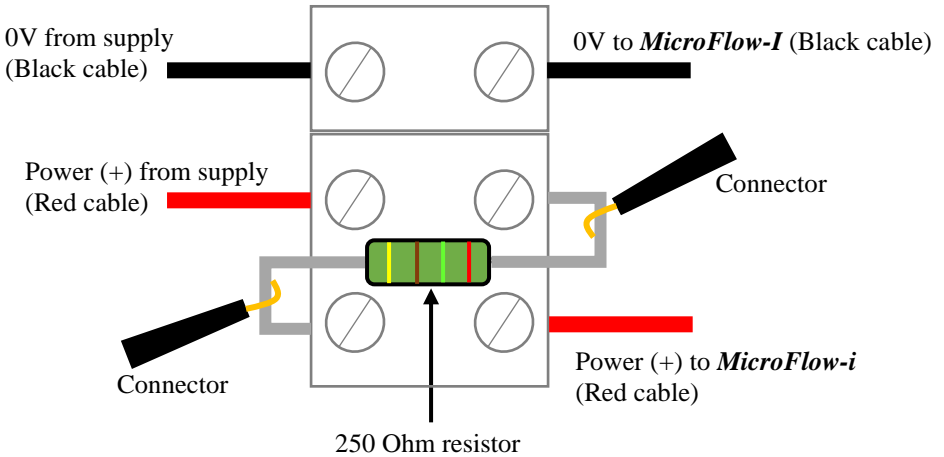 0V from supply
(Black cable)
0V to MicroFlow-I (Black cable)
Power (+) from supply
(Red cable)
Connector
Connector
Power (+) to MicroFlow-i
(Red cable)
250 Ohm resistor